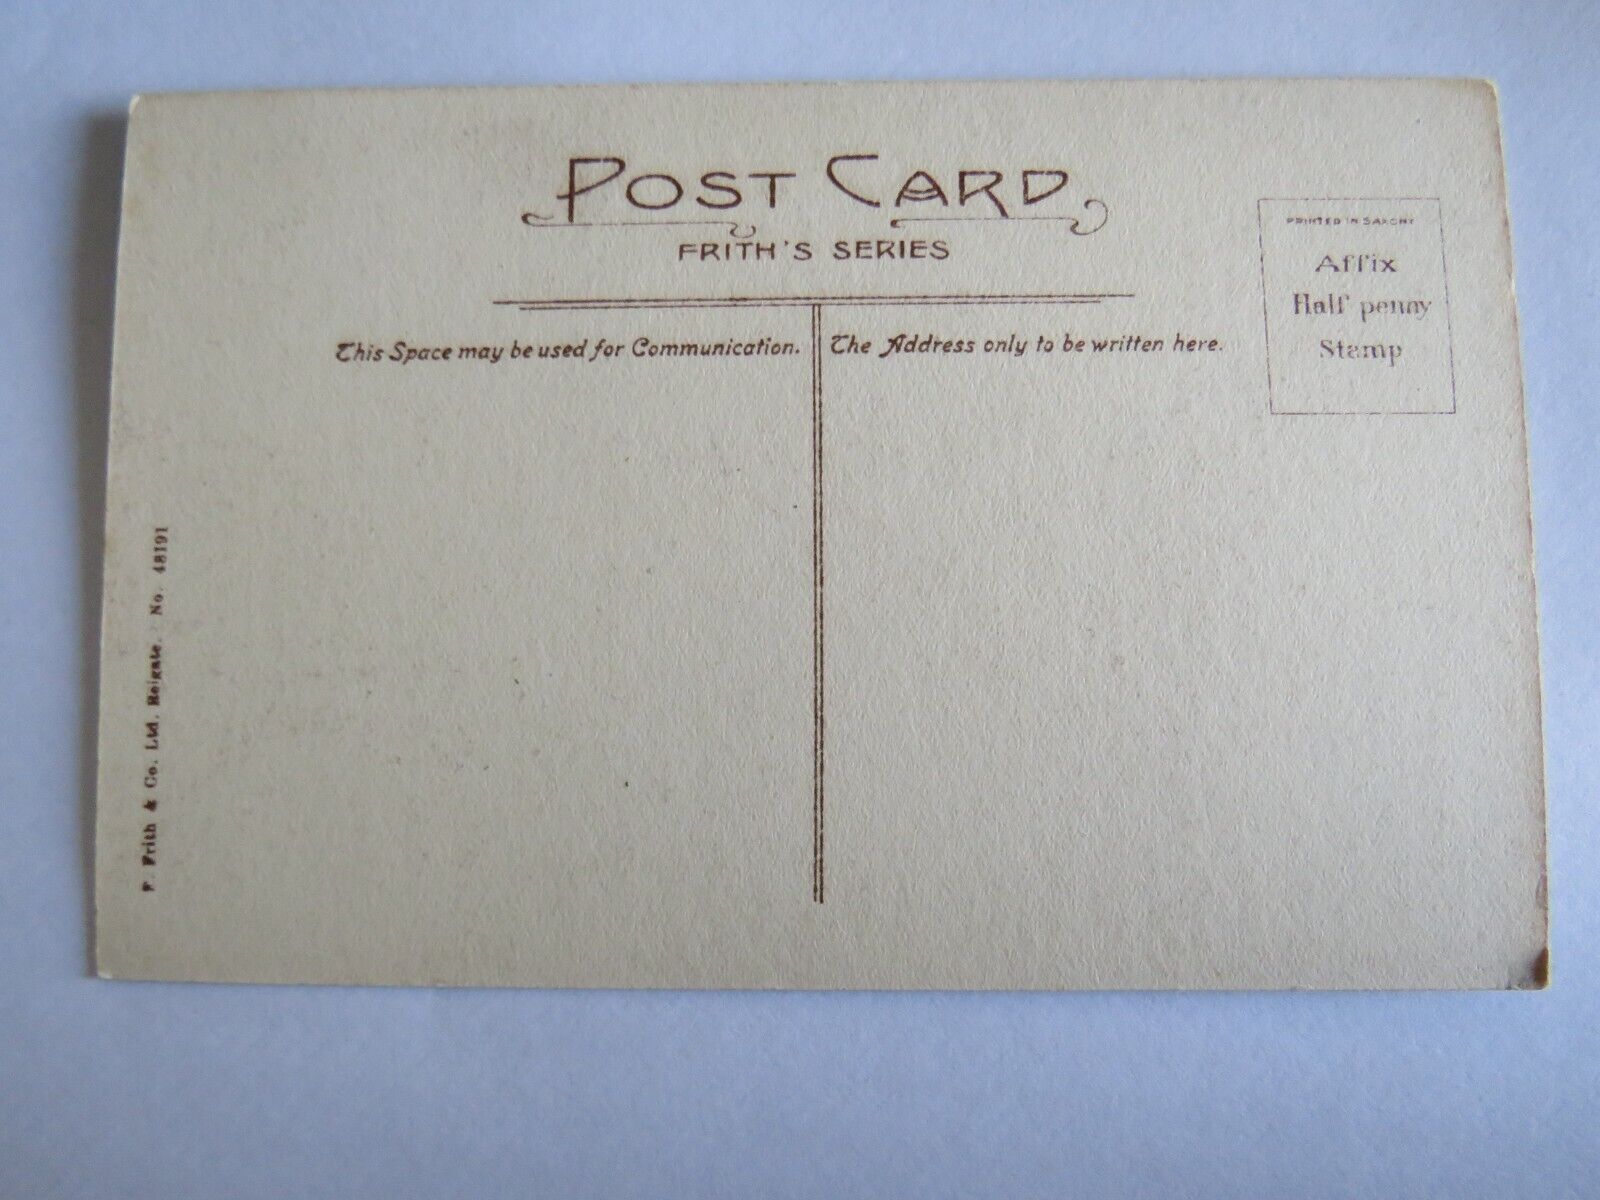 POST CARD
FRITH'S SERIES
PRINTED IN SAXONY
Affix
Half penny
Stamp
This Space may be used for Communication.
The Address only to be written here.
F. Frith & Co. Ltd. Reigate. No. 48191